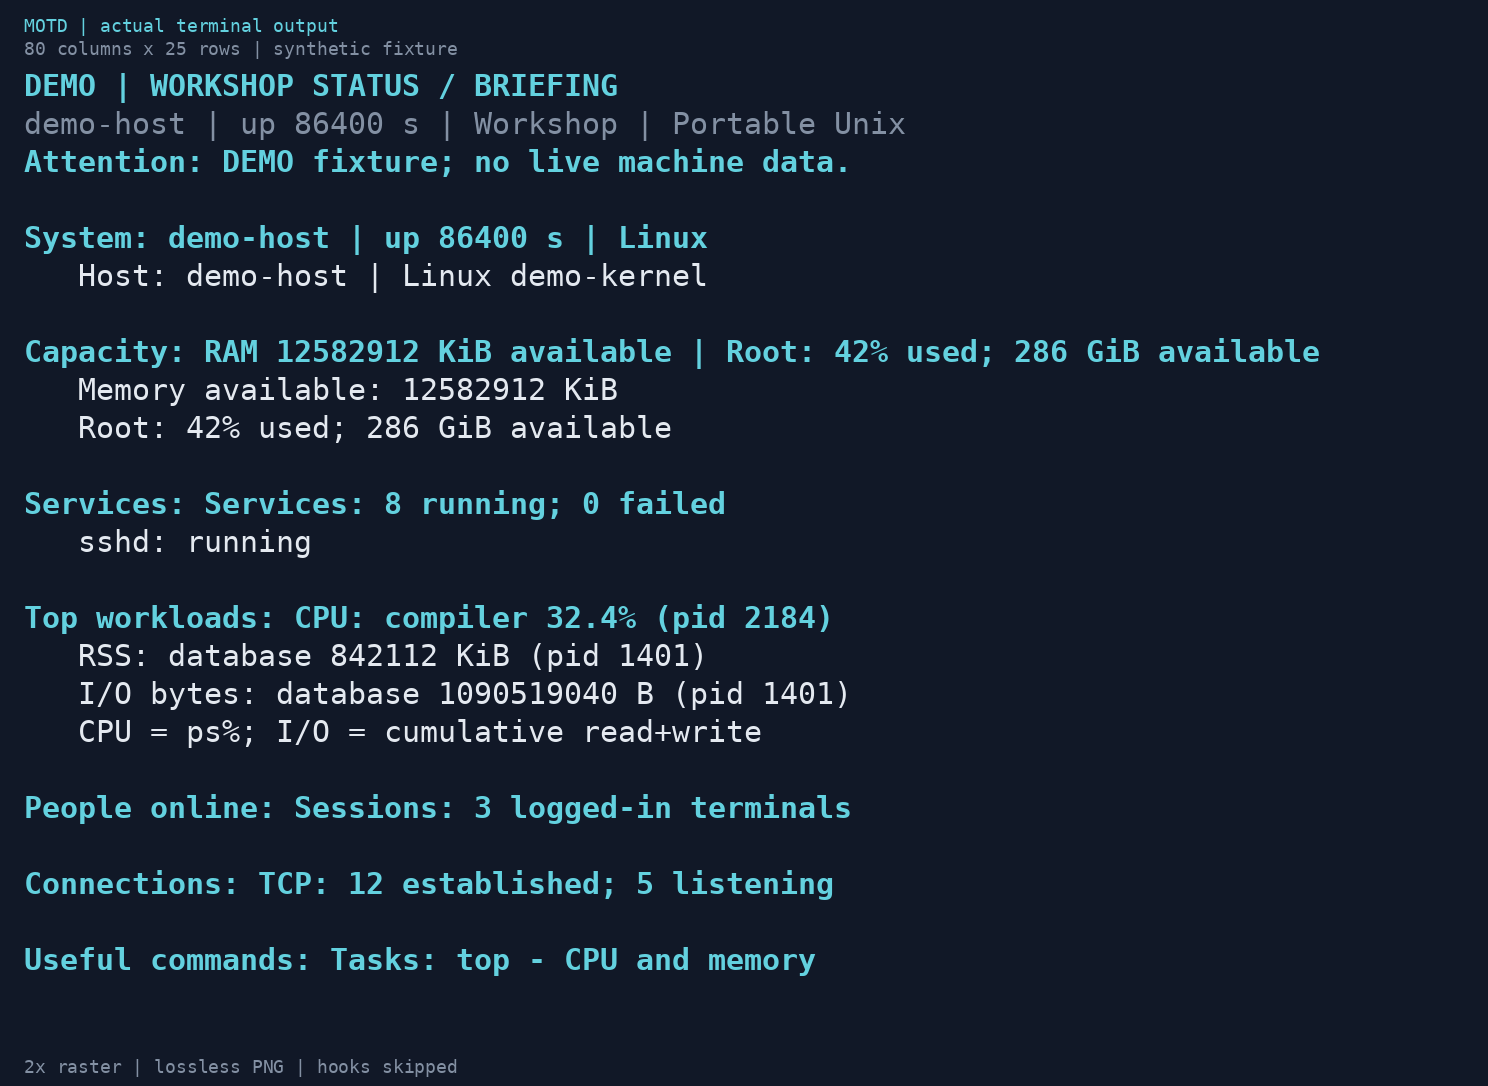 MOTD | actual terminal output
80 columns x 25 rows | synthetic fixture
DEMO | WORKSHOP STATUS / BRIEFING
demo-host | up 86400 s | Workshop | Portable Unix
Attention: DEMO fixture; no live machine data.
System: demo-host | up 86400 s | Linux
Host: demo-host | Linux demo-kernel
Capacity: RAM 12582912 KiB available | Root: 42% used; 286 GiB available
Memory available: 12582912 KiB
Root: 42% used; 286 GiB available
Services: Services: 8 running; 0 failed
sshd: running
Top workloads: CPU: compiler 32.4% (pid 2184)
RSS: database 842112 KiB (pid 1401)
I/O bytes: database 1090519040 B (pid 1401)
CPU = ps%; I/O = cumulative read+write
People online: Sessions: 3 logged-in terminals
Connections: TCP: 12 established; 5 listening
Useful commands: Tasks: top - CPU and memory
2x raster | lossless PNG | hooks skipped